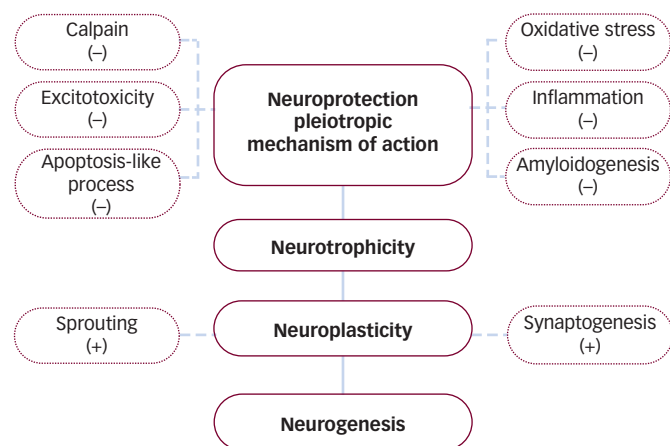 Calpain
(–)
Excitotoxicity
(–)
Apoptosis-like
process
(–)
Neuroprotection
pleiotropic
mechanism of action
Oxidative stress
(–)
Inflammation
(–)
Amyloidogenesis
(–)
Neurotrophicity
Sprouting
(+)
Neuroplasticity
Synaptogenesis
(+)
Neurogenesis